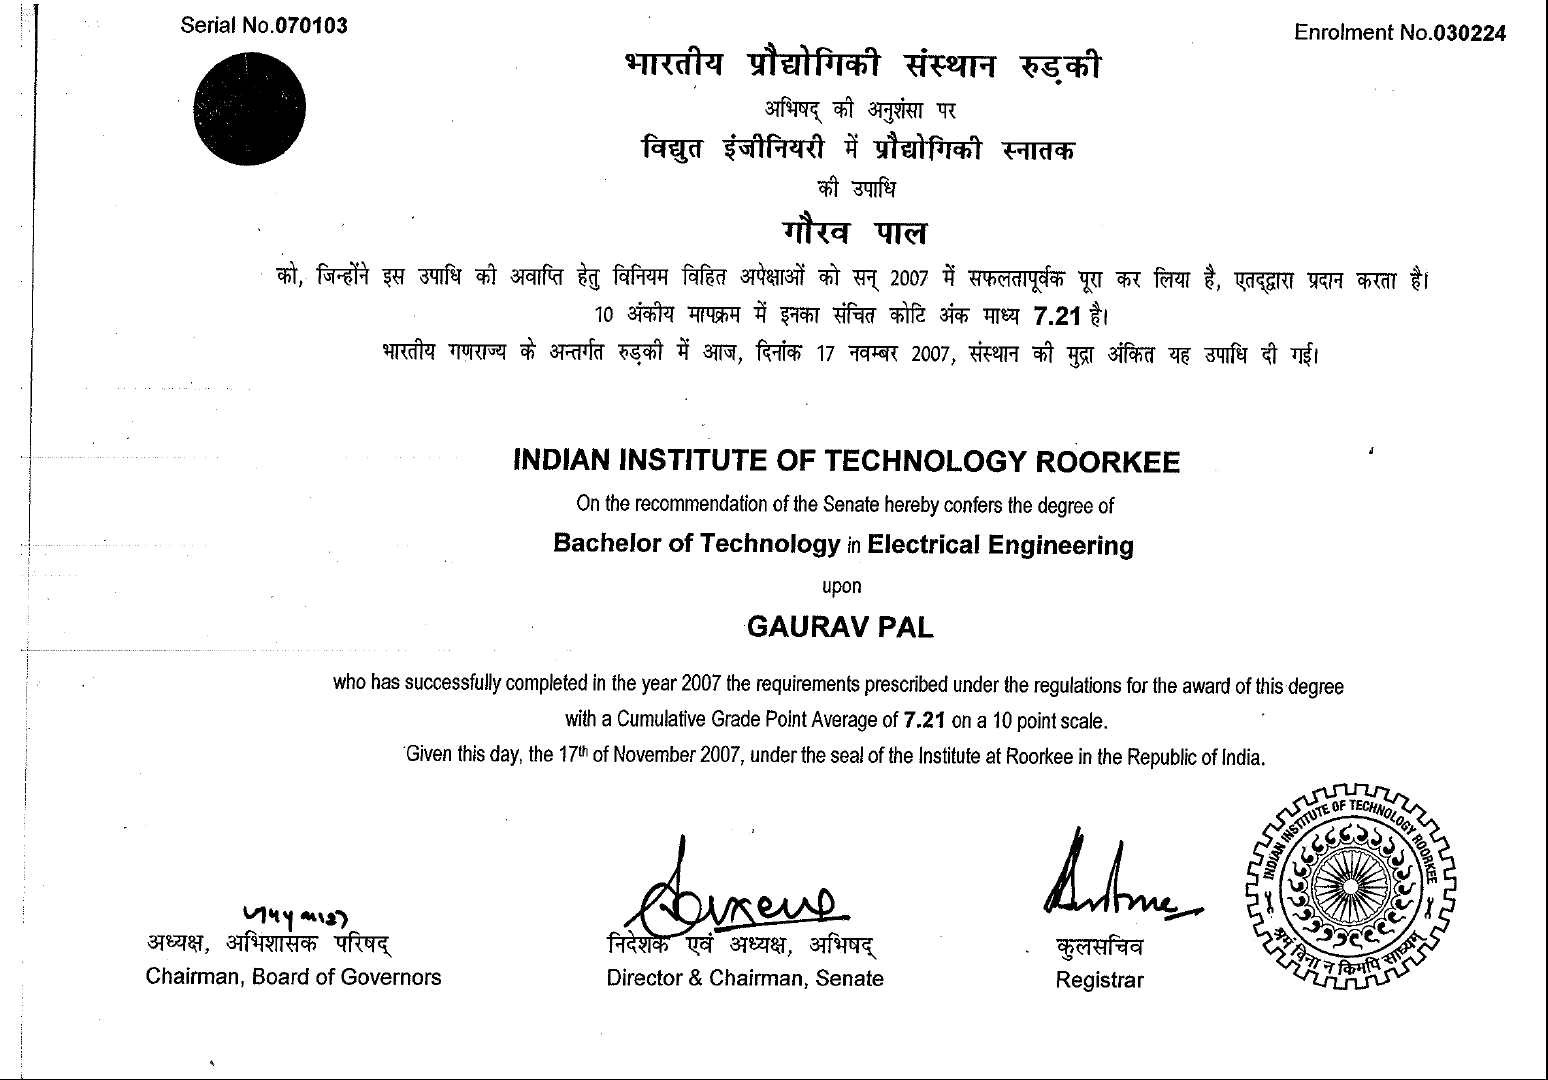 Serial No.070103
Enrolment No.030224
भारतीय प्रौद्योगिकी संस्थान रुड़की
अभिषद् की अनुशंसा पर
विद्युत इंजीनियरी में प्रौद्योगिकी स्नातक
की उपाधि
गौरव पाल
को, जिन्होंने इस उपाधि की अवाप्ति हेतु विनियम विहित अपेक्षाओं को सन् 2007 में सफलतापूर्वक पूरा कर लिया है, एतद्द्वारा प्रदान करता है।
10 अंकीय मापक्रम में इनका संचित कोटि अंक माध्य 7.21 है।
भारतीय गणराज्य के अन्तर्गत रुड़की में आज, दिनांक 17 नवम्बर 2007, संस्थान की मुद्रा अंकित यह उपाधि दी गई।
INDIAN INSTITUTE OF TECHNOLOGY ROORKEE
On the recommendation of the Senate hereby confers the degree of
Bachelor of Technology in Electrical Engineering
upon
GAURAV PAL
who has successfully completed in the year 2007 the requirements prescribed under the regulations for the award of this degree
with a Cumulative Grade Point Average of 7.21 on a 10 point scale.
Given this day, the 17th of November 2007, under the seal of the Institute at Roorkee in the Republic of India.
अध्यक्ष, अभिशासक परिषद्
Chairman, Board of Governors
निदेशक एवं अध्यक्ष, अभिषद्
Director & Chairman, Senate
कुलसचिव
Registrar
INDIAN INSTITUTE OF TECHNOLOGY ROORKEE
श्रमं विना न किमपि साध्यम्